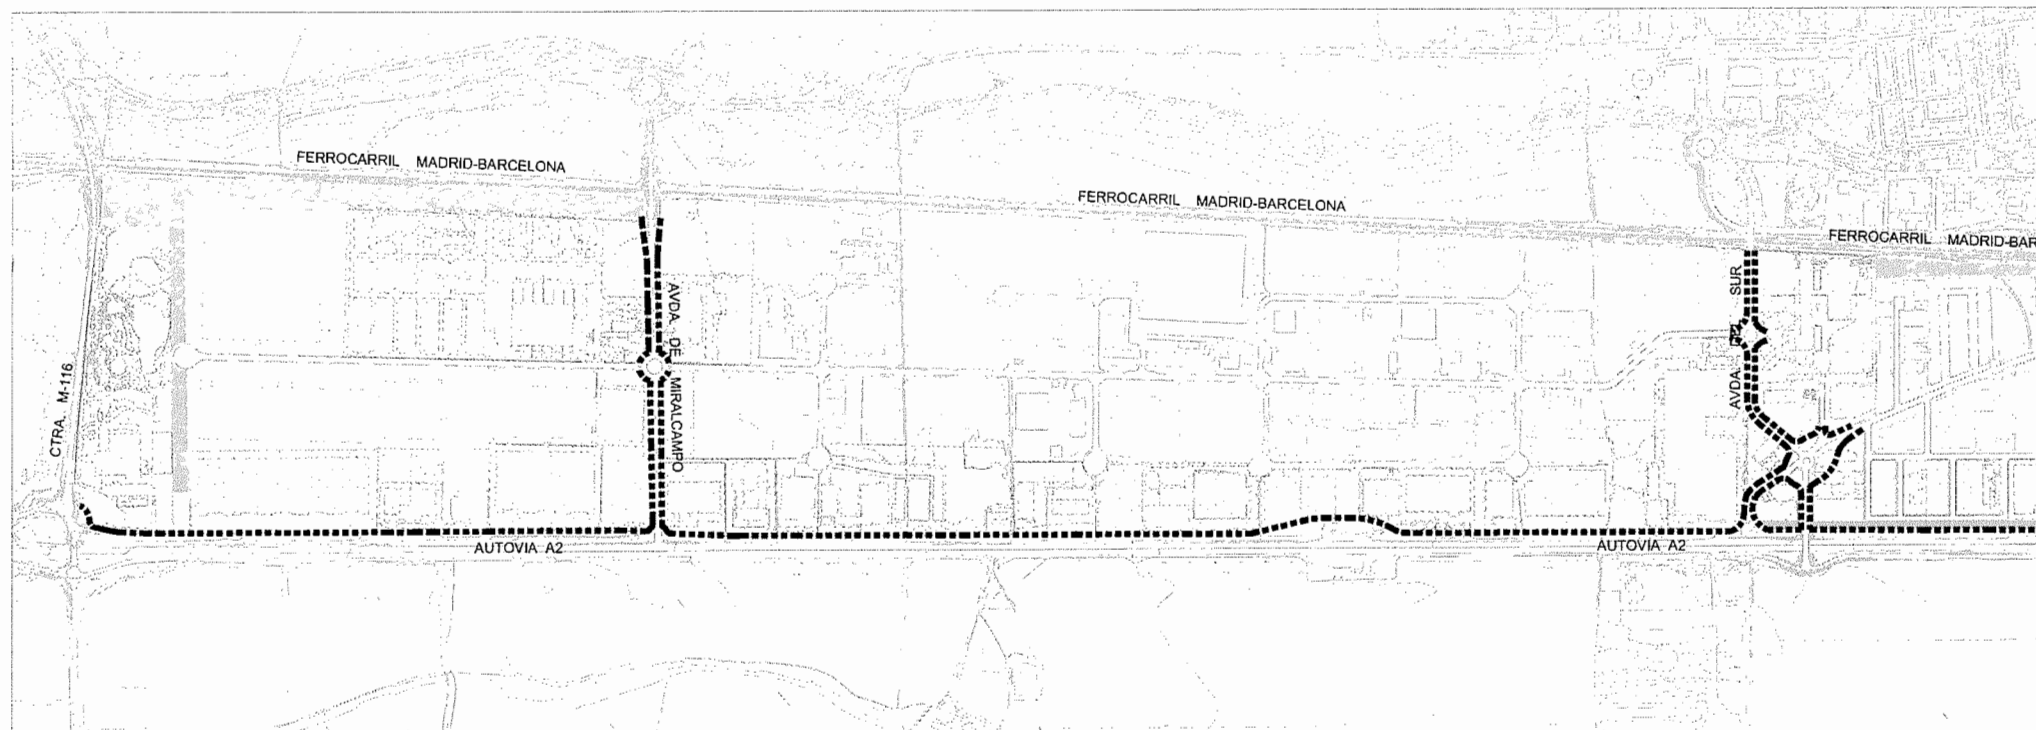 FERROCARRIL MADRID-BARCELONA
FERROCARRIL MADRID-BARCELONA
FERROCARRIL MADRID-BAR
CTRA. M-116
AVDA. DE MIRALCAMPO
AVDA. DEL SUR
AUTOVIA A2
AUTOVIA A2